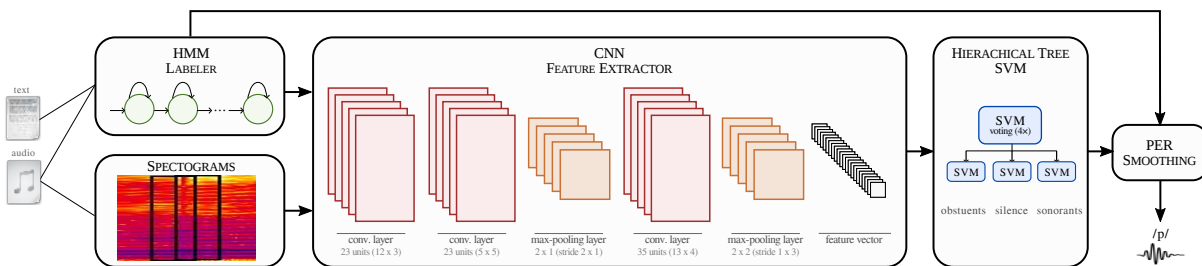 text
audio
HMM
LABELER
...
SPECTOGRAMS
CNN
FEATURE EXTRACTOR
conv. layer
23 units (12 x 3)
conv. layer
23 units (5 x 5)
max-pooling layer
2 x 1 (stride 2 x 1)
conv. layer
35 units (13 x 4)
max-pooling layer
2 x 2 (stride 1 x 3)
feature vector
HIERACHICAL TREE
SVM
SVM
voting (4×)
SVM SVM SVM
obstuents silence sonorants
PER
SMOOTHING
/p/